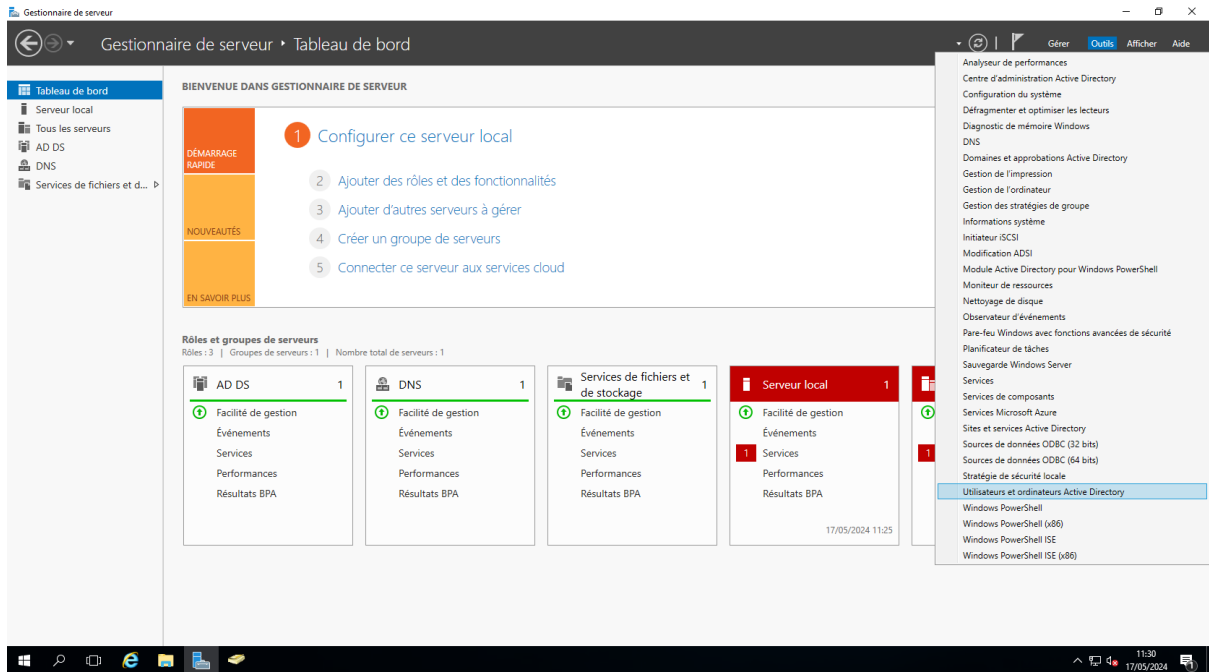 Gestionnaire de serveur
Gestionnaire de serveur • Tableau de bord
Gérer Outils Afficher Aide
Tableau de bord
Serveur local
Tous les serveurs
AD DS
DNS
Services de fichiers et d...
BIENVENUE DANS GESTIONNAIRE DE SERVEUR
DÉMARRAGE
RAPIDE
NOUVEAUTÉS
EN SAVOIR PLUS
1 Configurer ce serveur local
2 Ajouter des rôles et des fonctionnalités
3 Ajouter d'autres serveurs à gérer
4 Créer un groupe de serveurs
5 Connecter ce serveur aux services cloud
Rôles et groupes de serveurs
Rôles : 3 | Groupes de serveurs : 1 | Nombre total de serveurs : 1
AD DS 1
Facilité de gestion
Événements
Services
Performances
Résultats BPA
DNS 1
Facilité de gestion
Événements
Services
Performances
Résultats BPA
Services de fichiers et
de stockage 1
Facilité de gestion
Événements
Services
Performances
Résultats BPA
Serveur local 1
Facilité de gestion
Événements
1 Services
Performances
Résultats BPA
17/05/2024 11:25
1
Analyseur de performances
Centre d'administration Active Directory
Configuration du système
Défragmenter et optimiser les lecteurs
Diagnostic de mémoire Windows
DNS
Domaines et approbations Active Directory
Gestion de l'impression
Gestion de l'ordinateur
Gestion des stratégies de groupe
Informations système
Initiateur iSCSI
Modification ADSI
Module Active Directory pour Windows PowerShell
Moniteur de ressources
Nettoyage de disque
Observateur d'événements
Pare-feu Windows avec fonctions avancées de sécurité
Planificateur de tâches
Sauvegarde Windows Server
Services
Services de composants
Services Microsoft Azure
Sites et services Active Directory
Sources de données ODBC (32 bits)
Sources de données ODBC (64 bits)
Stratégie de sécurité locale
Utilisateurs et ordinateurs Active Directory
Windows PowerShell
Windows PowerShell (x86)
Windows PowerShell ISE
Windows PowerShell ISE (x86)
11:30
17/05/2024